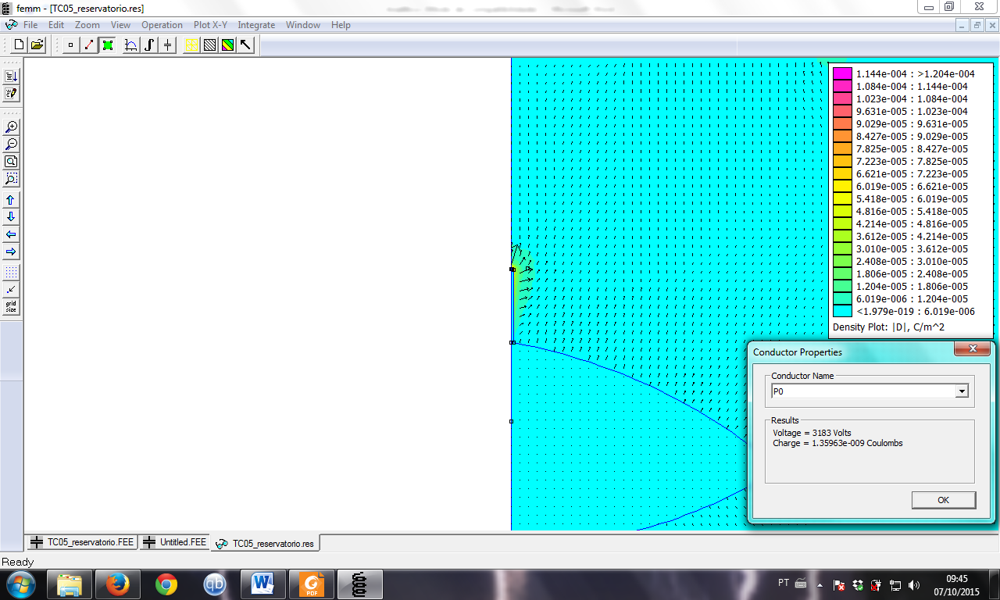 femm - [TC05_reservatorio.res]
File Edit Zoom View Operation Plot X-Y Integrate Window Help
1.144e-004 : >1.204e-004
1.084e-004 : 1.144e-004
1.023e-004 : 1.084e-004
9.631e-005 : 1.023e-004
9.029e-005 : 9.631e-005
8.427e-005 : 9.029e-005
7.825e-005 : 8.427e-005
7.223e-005 : 7.825e-005
6.621e-005 : 7.223e-005
6.019e-005 : 6.621e-005
5.418e-005 : 6.019e-005
4.816e-005 : 5.418e-005
4.214e-005 : 4.816e-005
3.612e-005 : 4.214e-005
3.010e-005 : 3.612e-005
2.408e-005 : 3.010e-005
1.806e-005 : 2.408e-005
1.204e-005 : 1.806e-005
6.019e-006 : 1.204e-005
<1.979e-019 : 6.019e-006
Density Plot: |D|, C/m^2
grid
size
Conductor Properties
Conductor Name
P0
Results
Voltage = 3183 Volts
Charge = 1.35963e-009 Coulombs
OK
TC05_reservatorio.FEE Untitled.FEE TC05_reservatorio.res
Ready
qb
W
PDF
PT
09:45
07/10/2015